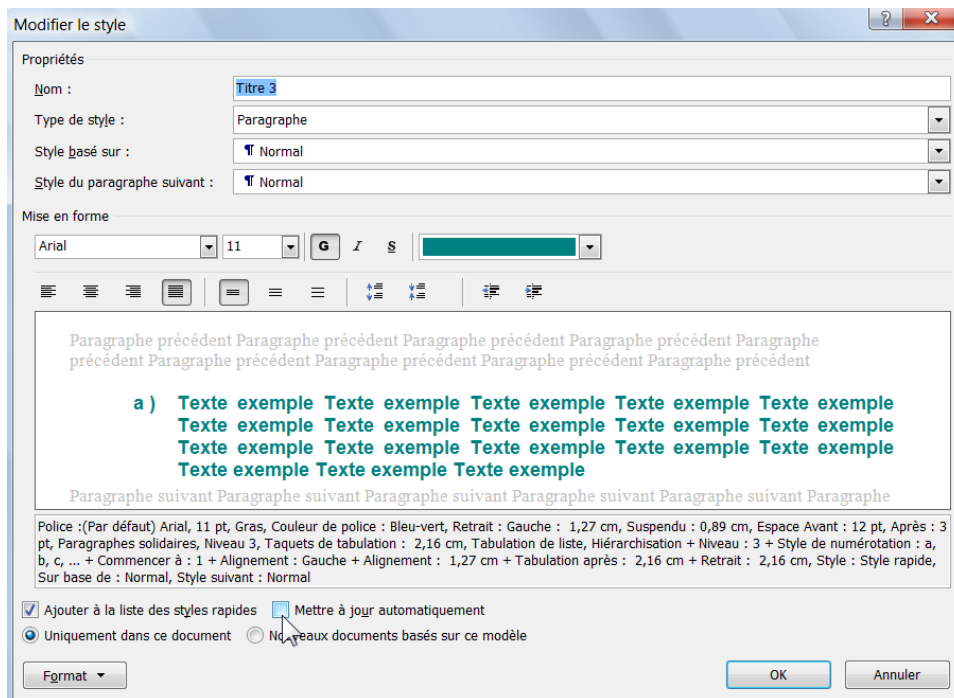 Modifier le style
?
Propriétés
Nom :
Titre 3
Type de style :
Paragraphe
Style basé sur :
¶ Normal
Style du paragraphe suivant :
¶ Normal
Mise en forme
Arial 11 G I S
Paragraphe précédent Paragraphe précédent Paragraphe précédent Paragraphe précédent Paragraphe
précédent Paragraphe précédent Paragraphe précédent Paragraphe précédent Paragraphe précédent
a ) Texte exemple Texte exemple Texte exemple Texte exemple Texte exemple
Texte exemple Texte exemple Texte exemple Texte exemple Texte exemple
Texte exemple Texte exemple Texte exemple Texte exemple Texte exemple
Texte exemple Texte exemple Texte exemple
Paragraphe suivant Paragraphe suivant Paragraphe suivant Paragraphe suivant Paragraphe
Police :(Par défaut) Arial, 11 pt, Gras, Couleur de police : Bleu-vert, Retrait : Gauche : 1,27 cm, Suspendu : 0,89 cm, Espace Avant : 12 pt, Après : 3
pt, Paragraphes solidaires, Niveau 3, Taquets de tabulation : 2,16 cm, Tabulation de liste, Hiérarchisation + Niveau : 3 + Style de numérotation : a,
b, c, ... + Commencer à : 1 + Alignement : Gauche + Alignement : 1,27 cm + Tabulation après : 2,16 cm + Retrait : 2,16 cm, Style : Style rapide,
Sur base de : Normal, Style suivant : Normal
Ajouter à la liste des styles rapides Mettre à jour automatiquement
Uniquement dans ce document Nouveaux documents basés sur ce modèle
Format OK Annuler